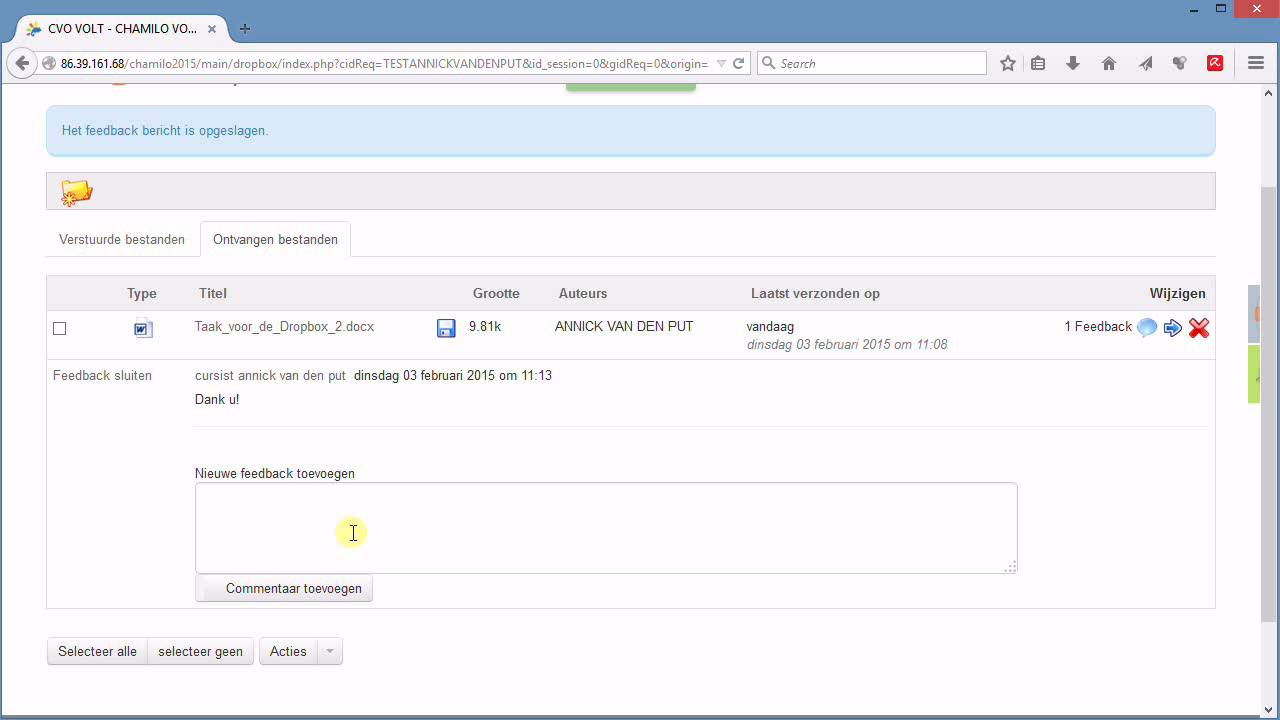 CVO VOLT - CHAMILO VO...
86.39.161.68/chamilo2015/main/dropbox/index.php?cidReq=TESTANNICKVANDENPUT&id_session=0&gidReq=0&origin=
Search
Het feedback bericht is opgeslagen.
Verstuurde bestanden
Ontvangen bestanden
Type Titel Grootte Auteurs Laatst verzonden op Wijzigen
Taak_voor_de_Dropbox_2.docx 9.81k ANNICK VAN DEN PUT vandaag 1 Feedback
dinsdag 03 februari 2015 om 11:08
Feedback sluiten cursist annick van den put dinsdag 03 februari 2015 om 11:13
Dank u!
Nieuwe feedback toevoegen
Commentaar toevoegen
Selecteer alle selecteer geen Acties